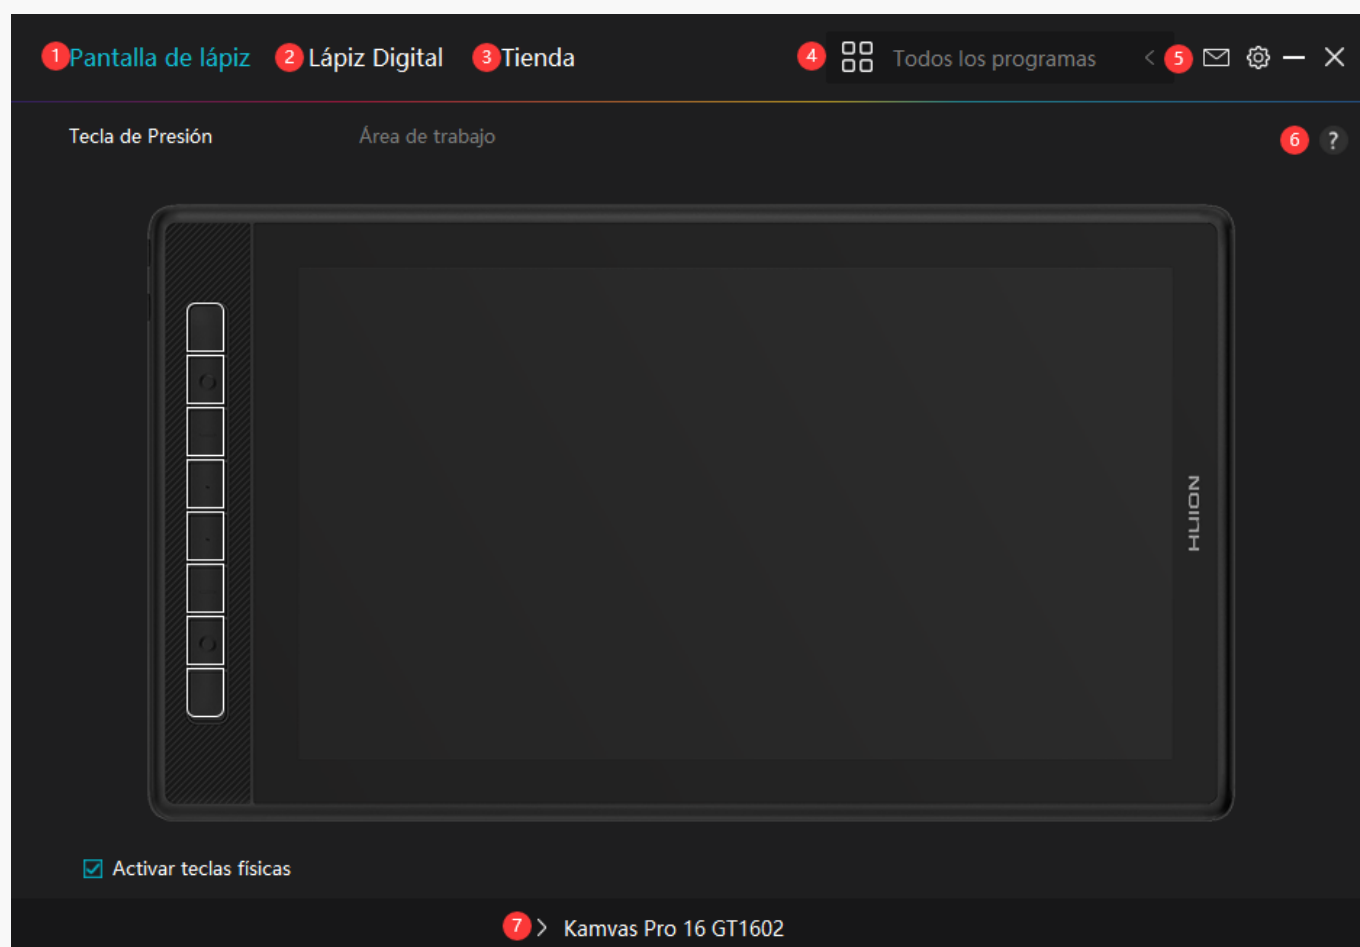 1 Pantalla de lápiz 2 Lápiz Digital 3 Tienda 4 Todos los programas < 5
Tecla de Presión Área de trabajo 6 ?
HUION
Activar teclas físicas
7 > Kamvas Pro 16 GT1602